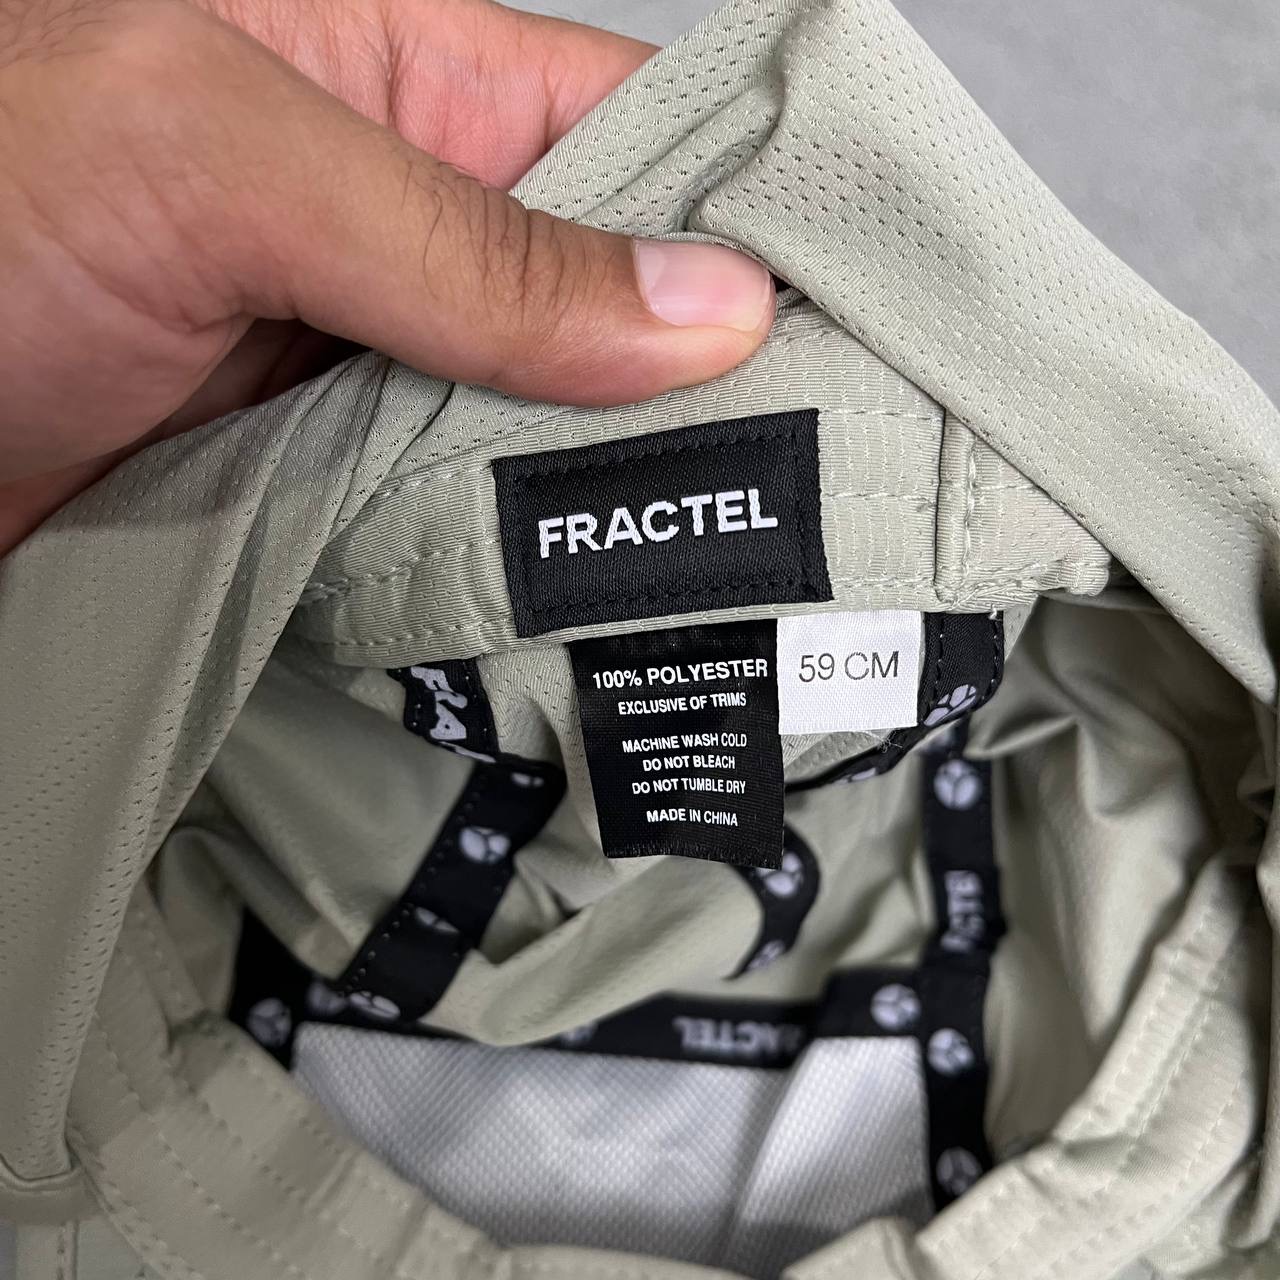 FRACTEL
100% POLYESTER
EXCLUSIVE OF TRIMS
MACHINE WASH COLD
DO NOT BLEACH
DO NOT TUMBLE DRY
MADE IN CHINA
59 CM